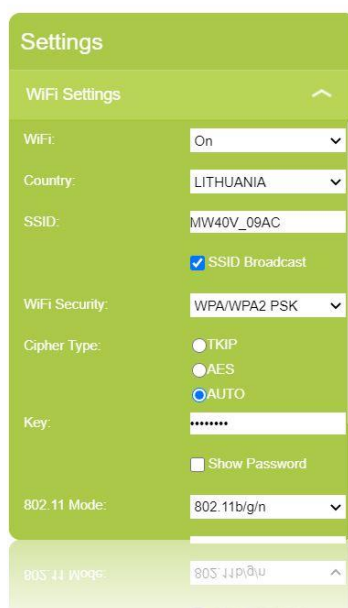 Settings
WiFi Settings
WiFi: On
Country: LITHUANIA
SSID: MW40V_09AC
SSID Broadcast
WiFi Security: WPA/WPA2 PSK
Cipher Type: TKIP
AES
AUTO
Key: ••••••••
Show Password
802.11 Mode: 802.11b/g/n